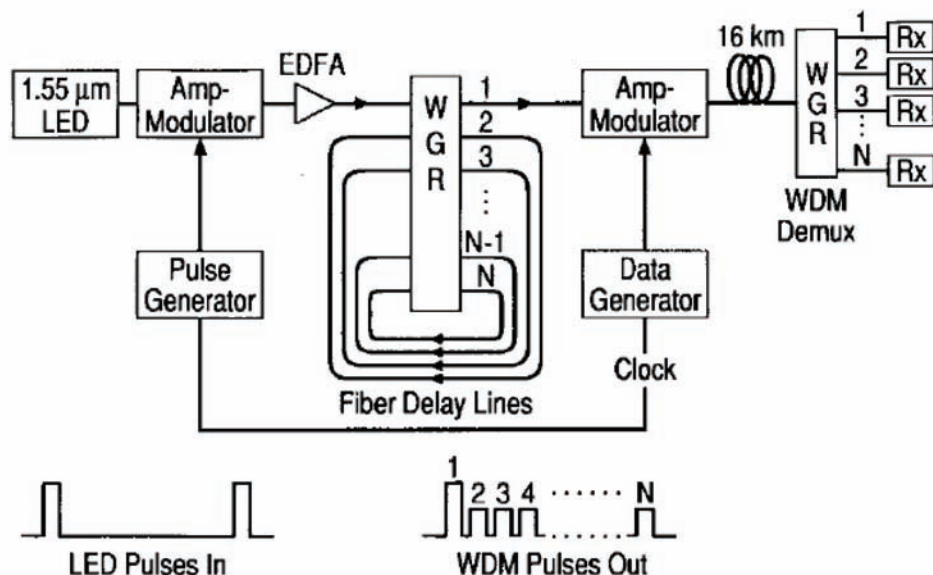 1.55 μm
LED
Amp-
Modulator
EDFA
W
G
R
1
2
3
⋮
N-1
N
Fiber Delay Lines
Amp-
Modulator
16 km
W
G
R
WDM
Demux
1
2
3
⋮
N
Rx
Rx
Rx
Rx
Pulse
Generator
Data
Generator
Clock
LED Pulses In
1
2 3 4 ······ N
WDM Pulses Out